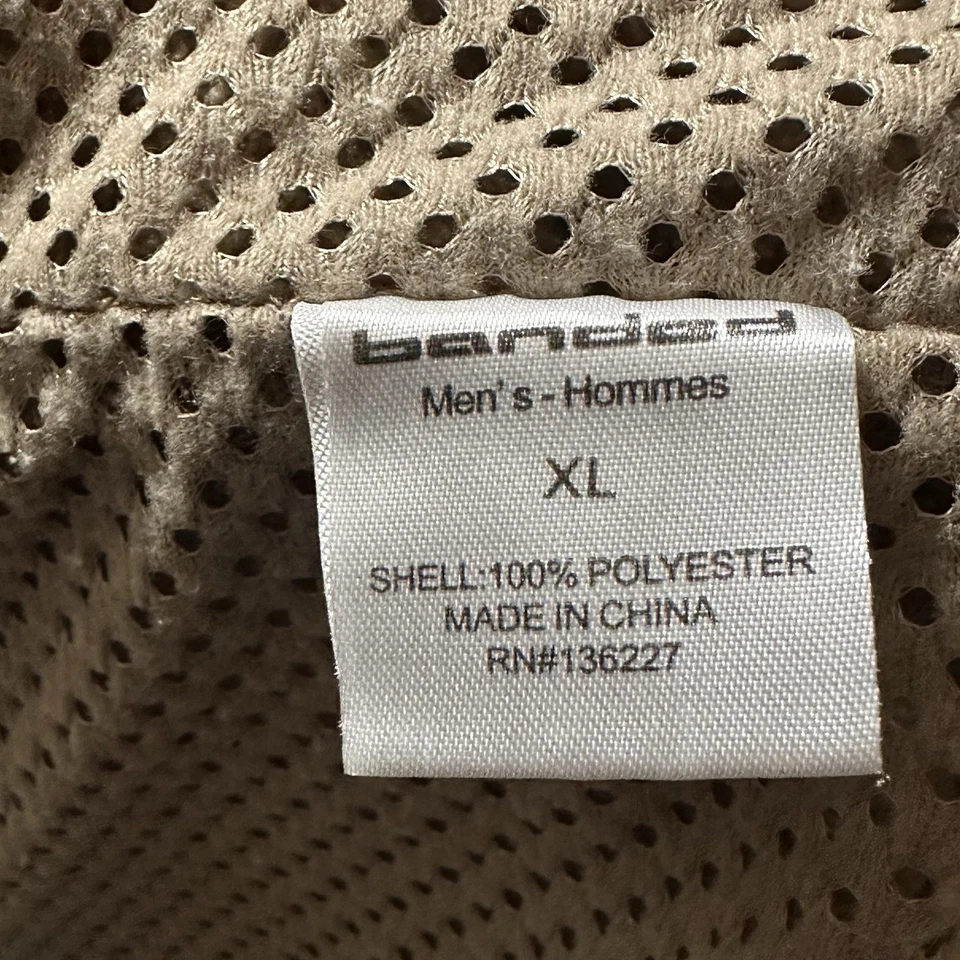 banded
Men's - Hommes
XL
SHELL:100% POLYESTER
MADE IN CHINA
RN#136227